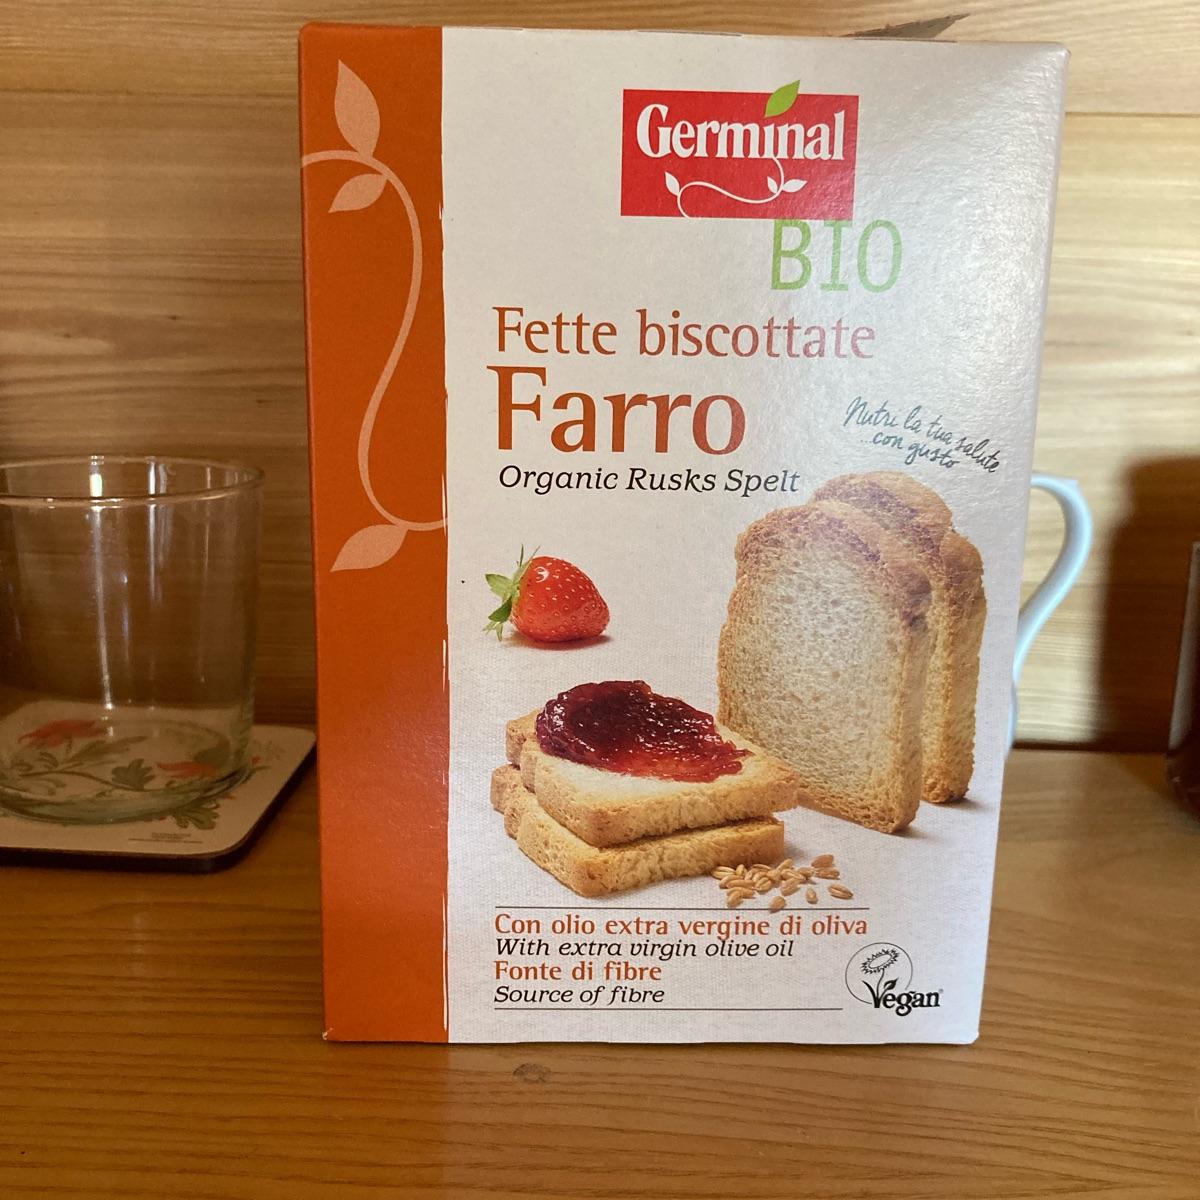 Germinal
BIO
Fette biscottate
Farro
Organic Rusks Spelt
Nutri la tua salute
...con gusto
Con olio extra vergine di oliva
With extra virgin olive oil
Fonte di fibre
Source of fibre
Vegan